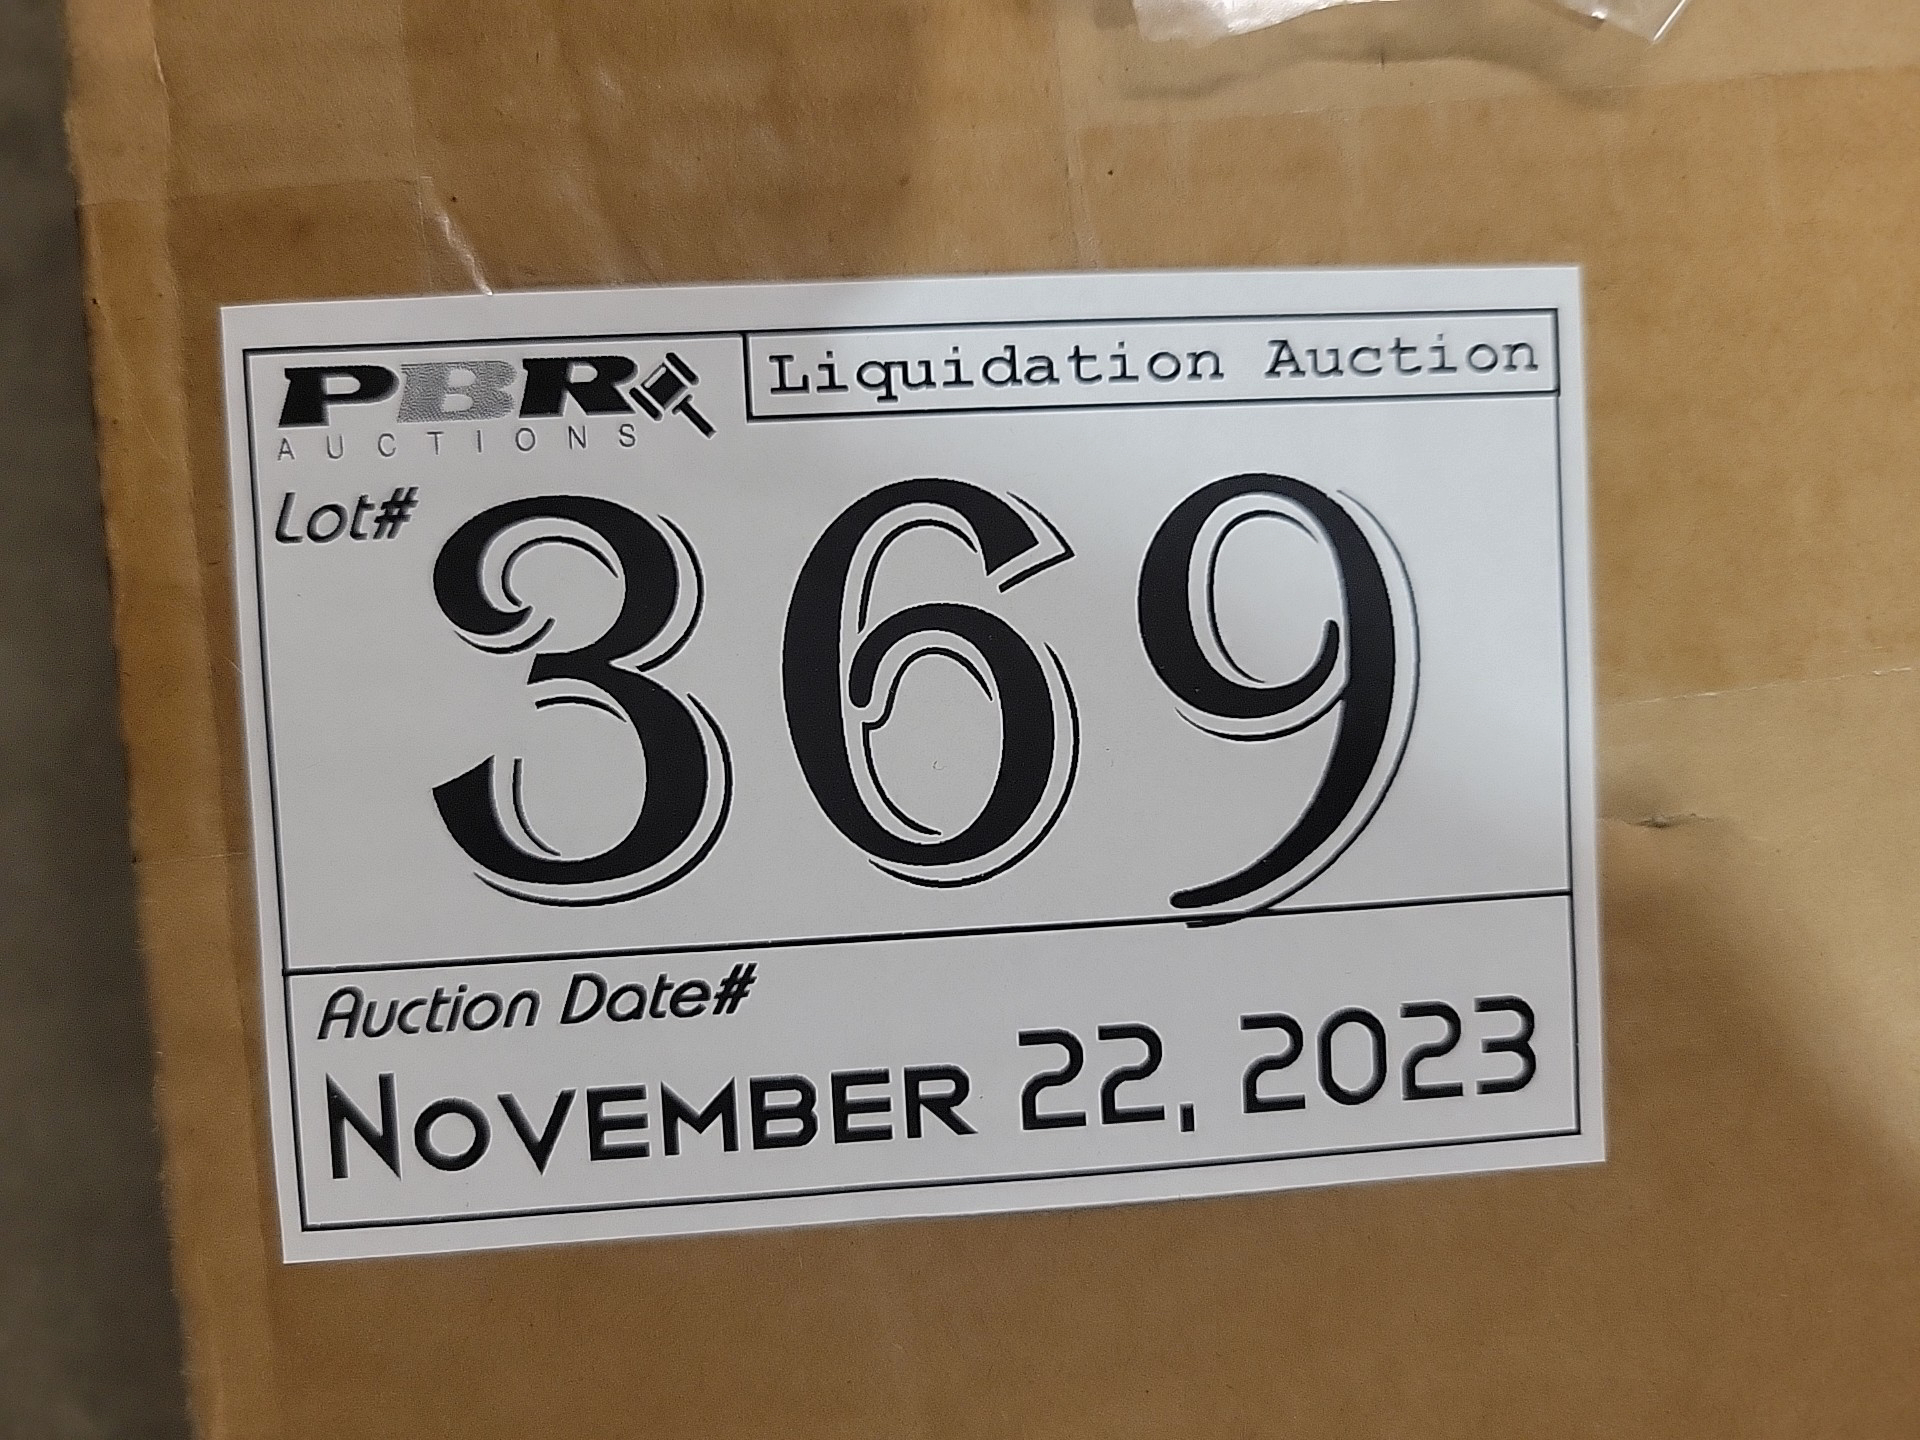 PBR
AUCTIONS
Liquidation Auction
Lot#
369
Auction Date#
NOVEMBER 22, 2023